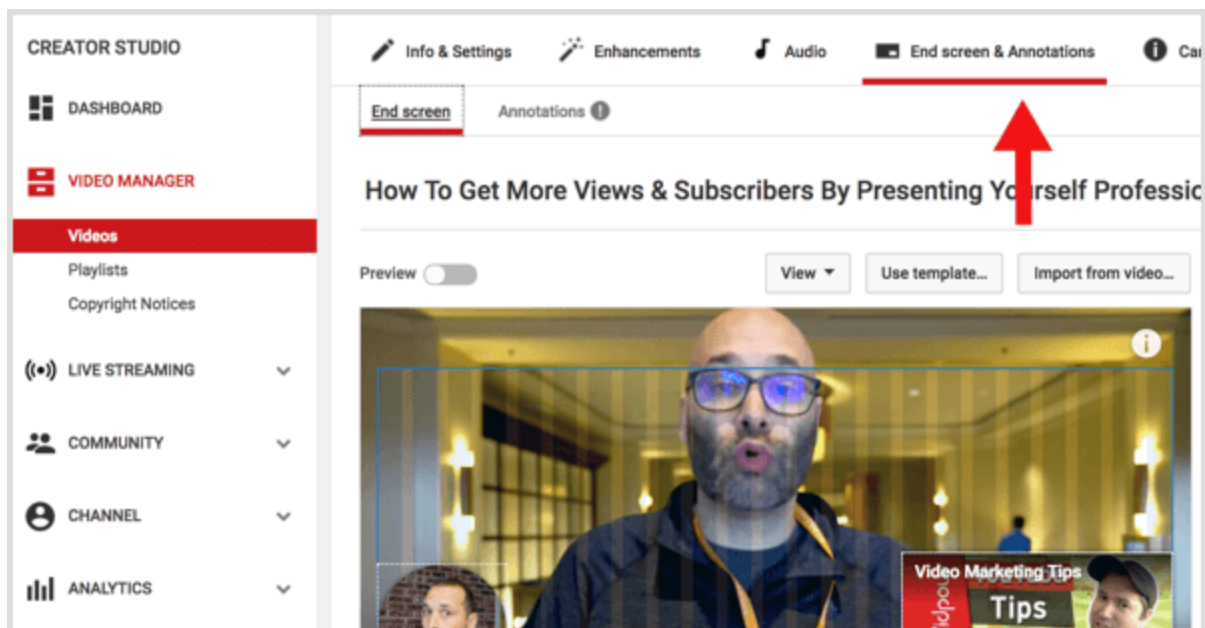 CREATOR STUDIO
DASHBOARD
VIDEO MANAGER
Videos
Playlists
Copyright Notices
LIVE STREAMING
COMMUNITY
CHANNEL
ANALYTICS
Info & Settings
Enhancements
Audio
End screen & Annotations
End screen
Annotations
How To Get More Views & Subscribers By Presenting Yourself
Preview
View
Use template...
Import from video...
Video Marketing Tips
Tips